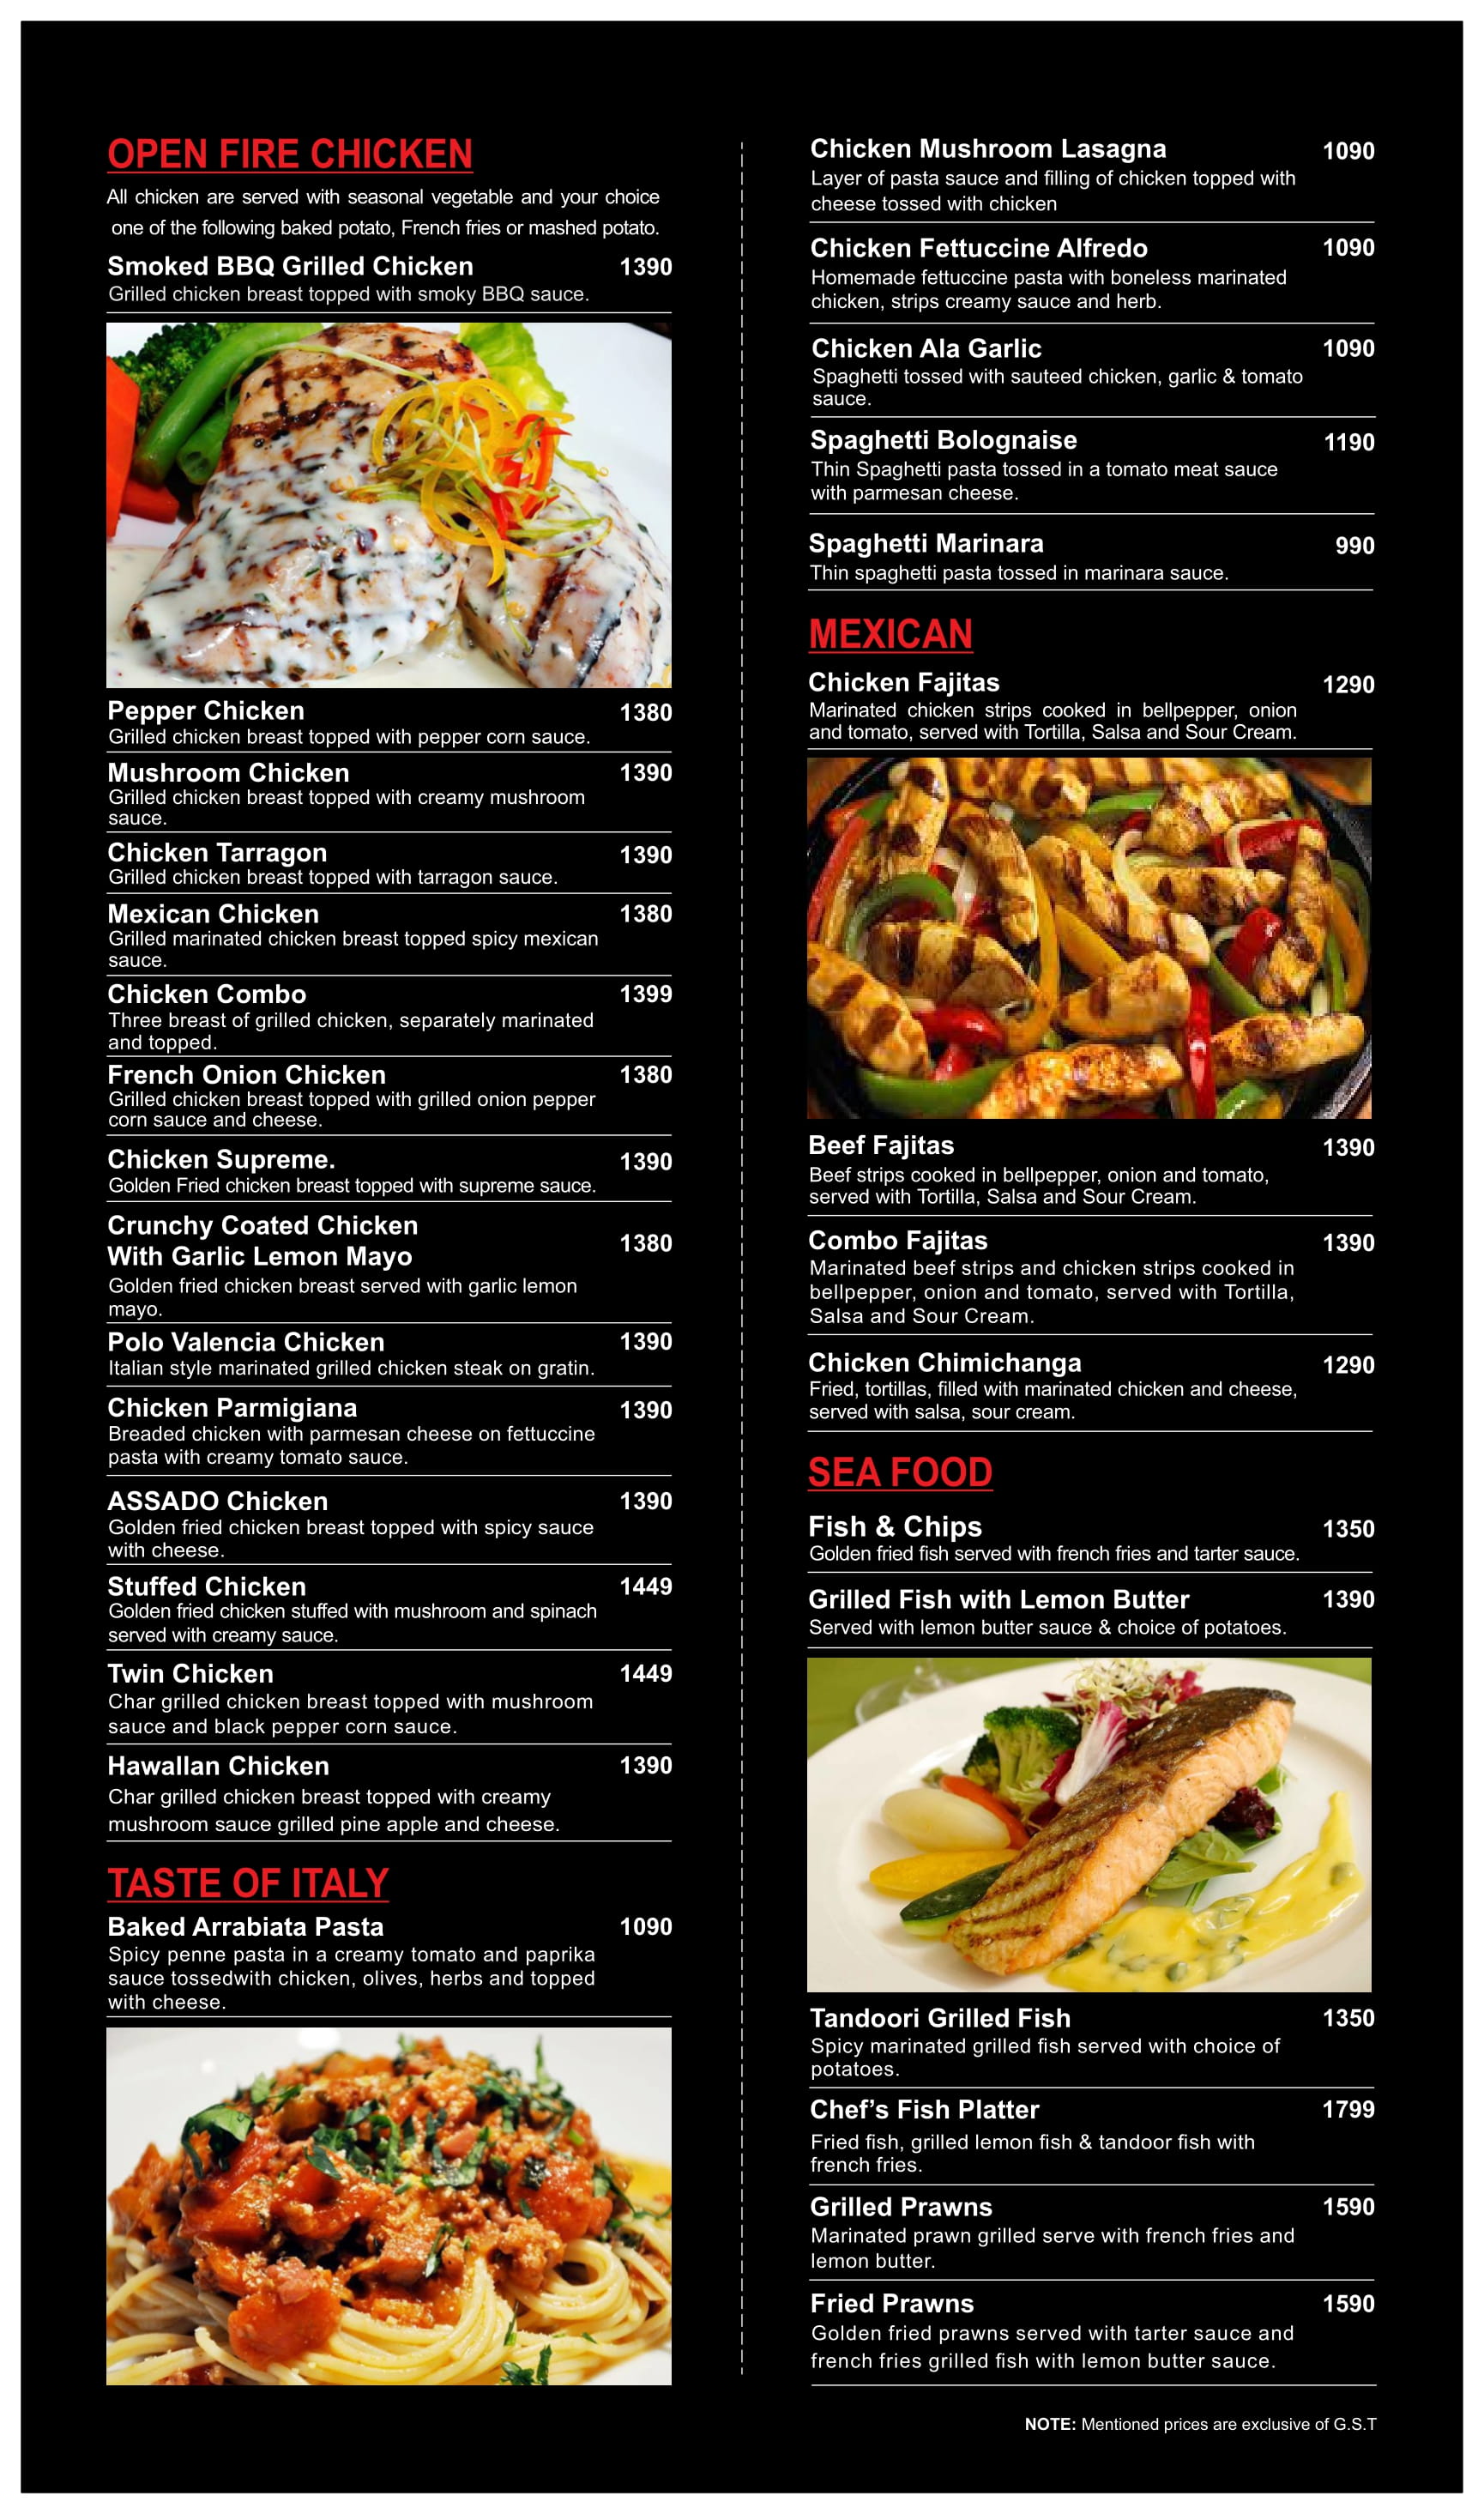 OPEN FIRE CHICKEN
All chicken are served with seasonal vegetable and your choice
one of the following baked potato, French fries or mashed potato.
Smoked BBQ Grilled Chicken 1390
Grilled chicken breast topped with smoky BBQ sauce.
Pepper Chicken 1380
Grilled chicken breast topped with pepper corn sauce.
Mushroom Chicken 1390
Grilled chicken breast topped with creamy mushroom
sauce.
Chicken Tarragon 1390
Grilled chicken breast topped with tarragon sauce.
Mexican Chicken 1380
Grilled marinated chicken breast topped spicy mexican
sauce.
Chicken Combo 1399
Three breast of grilled chicken, separately marinated
and topped.
French Onion Chicken 1380
Grilled chicken breast topped with grilled onion pepper
corn sauce and cheese.
Chicken Supreme. 1390
Golden Fried chicken breast topped with supreme sauce.
Crunchy Coated Chicken
With Garlic Lemon Mayo 1380
Golden fried chicken breast served with garlic lemon
mayo.
Polo Valencia Chicken 1390
Italian style marinated grilled chicken steak on gratin.
Chicken Parmigiana 1390
Breaded chicken with parmesan cheese on fettuccine
pasta with creamy tomato sauce.
ASSADO Chicken 1390
Golden fried chicken breast topped with spicy sauce
with cheese.
Stuffed Chicken 1449
Golden fried chicken stuffed with mushroom and spinach
served with creamy sauce.
Twin Chicken 1449
Char grilled chicken breast topped with mushroom
sauce and black pepper corn sauce.
Hawallan Chicken 1390
Char grilled chicken breast topped with creamy
mushroom sauce grilled pine apple and cheese.
TASTE OF ITALY
Baked Arrabiata Pasta 1090
Spicy penne pasta in a creamy tomato and paprika
sauce tossedwith chicken, olives, herbs and topped
with cheese.
Chicken Mushroom Lasagna 1090
Layer of pasta sauce and filling of chicken topped with
cheese tossed with chicken
Chicken Fettuccine Alfredo 1090
Homemade fettuccine pasta with boneless marinated
chicken, strips creamy sauce and herb.
Chicken Ala Garlic 1090
Spaghetti tossed with sauteed chicken, garlic & tomato
sauce.
Spaghetti Bolognaise 1190
Thin Spaghetti pasta tossed in a tomato meat sauce
with parmesan cheese.
Spaghetti Marinara 990
Thin spaghetti pasta tossed in marinara sauce.
MEXICAN
Chicken Fajitas 1290
Marinated chicken strips cooked in bellpepper, onion
and tomato, served with Tortilla, Salsa and Sour Cream.
Beef Fajitas 1390
Beef strips cooked in bellpepper, onion and tomato,
served with Tortilla, Salsa and Sour Cream.
Combo Fajitas 1390
Marinated beef strips and chicken strips cooked in
bellpepper, onion and tomato, served with Tortilla,
Salsa and Sour Cream.
Chicken Chimichanga 1290
Fried, tortillas, filled with marinated chicken and cheese,
served with salsa, sour cream.
SEA FOOD
Fish & Chips 1350
Golden fried fish served with french fries and tarter sauce.
Grilled Fish with Lemon Butter 1390
Served with lemon butter sauce & choice of potatoes.
Tandoori Grilled Fish 1350
Spicy marinated grilled fish served with choice of
potatoes.
Chef’s Fish Platter 1799
Fried fish, grilled lemon fish & tandoor fish with
french fries.
Grilled Prawns 1590
Marinated prawn grilled serve with french fries and
lemon butter.
Fried Prawns 1590
Golden fried prawns served with tarter sauce and
french fries grilled fish with lemon butter sauce.
NOTE: Mentioned prices are exclusive of G.S.T